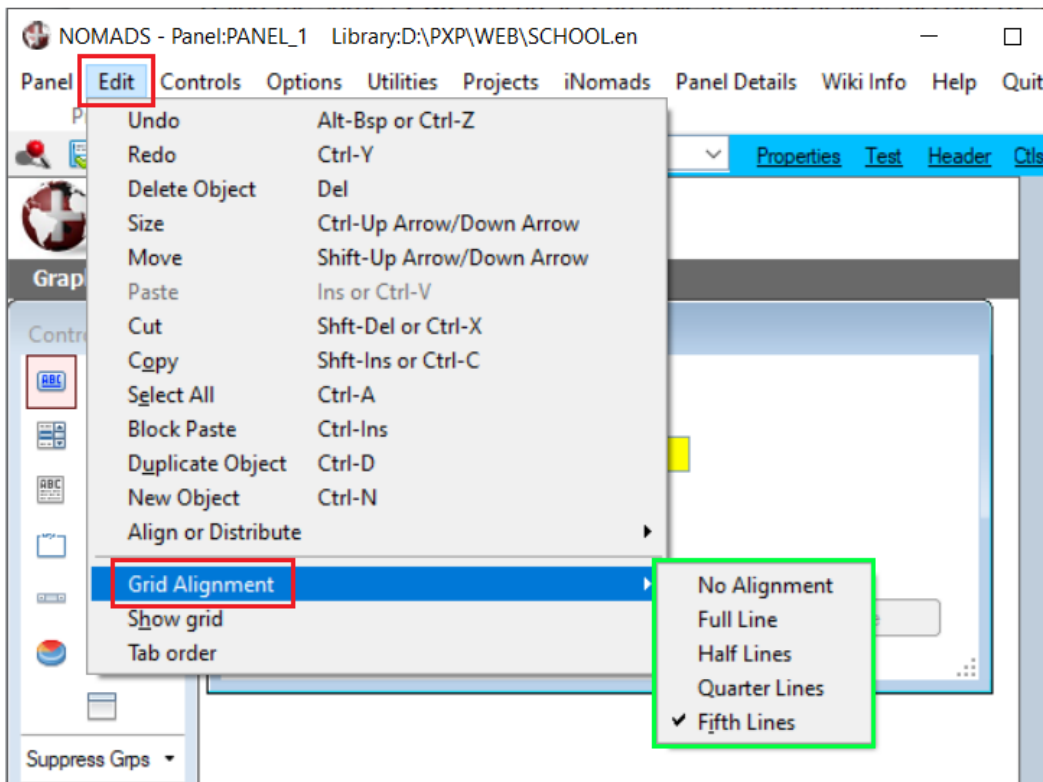 NOMADS - Panel:PANEL_1 Library:D:\PXP\WEB\SCHOOL.en
Panel Edit Controls Options Utilities Projects iNomads Panel Details Wiki Info Help Quit
Properties Test Header Ctls
Undo Alt-Bsp or Ctrl-Z
Redo Ctrl-Y
Delete Object Del
Size Ctrl-Up Arrow/Down Arrow
Move Shift-Up Arrow/Down Arrow
Paste Ins or Ctrl-V
Cut Shft-Del or Ctrl-X
Copy Shft-Ins or Ctrl-C
Select All Ctrl-A
Block Paste Ctrl-Ins
Duplicate Object Ctrl-D
New Object Ctrl-N
Align or Distribute
Grid Alignment
Show grid
Tab order
No Alignment
Full Line
Half Lines
Quarter Lines
Fifth Lines
Grap
Contr
ABC
ABC
Suppress Grps